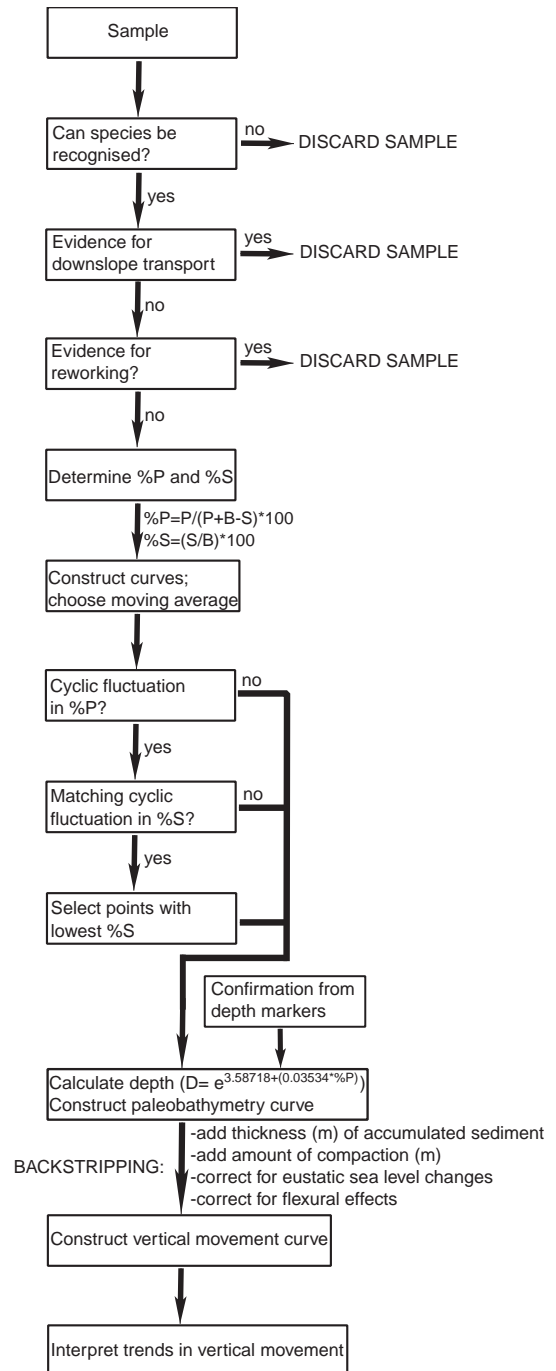 Sample
Can species be
recognised?
no
DISCARD SAMPLE
yes
Evidence for
downslope transport
yes
DISCARD SAMPLE
no
Evidence for
reworking?
yes
DISCARD SAMPLE
no
Determine %P and %S
%P=P/(P+B-S)*100
%S=(S/B)*100
Construct curves;
choose moving average
Cyclic fluctuation
in %P?
no
yes
Matching cyclic
fluctuation in %S?
no
yes
Select points with
lowest %S
Confirmation from
depth markers
Calculate depth (D= e^3.58718+(0.03534*%P))
Construct paleobathymetry curve
BACKSTRIPPING:
-add thickness (m) of accumulated sediment
-add amount of compaction (m)
-correct for eustatic sea level changes
-correct for flexural effects
Construct vertical movement curve
Interpret trends in vertical movement